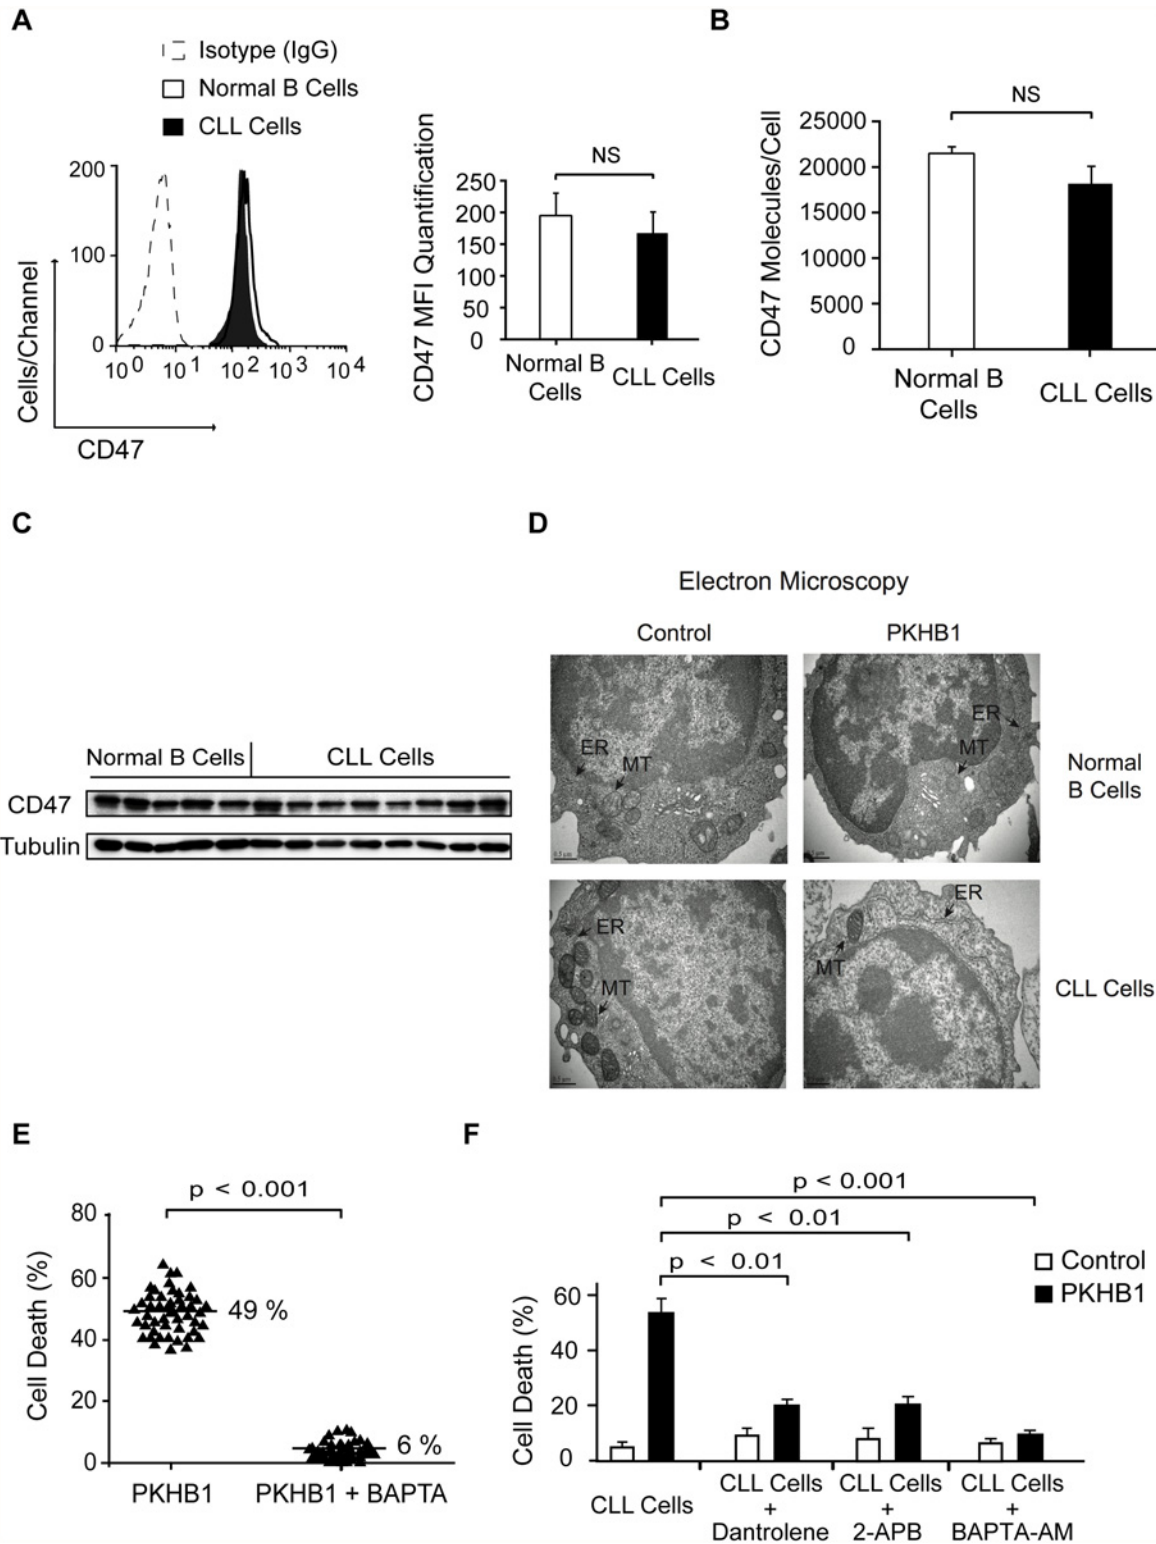 A
Isotype (IgG)
Normal B Cells
CLL Cells
200
100
0
10^0 10^1 10^2 10^3 10^4
Cells/Channel
CD47
CD47 MFI Quantification
NS
250
200
150
100
50
0
Normal B
Cells
CLL Cells
B
NS
CD47 Molecules/Cell
25000
20000
15000
10000
5000
0
Normal B
Cells
CLL Cells
C
Normal B Cells
CLL Cells
CD47
Tubulin
D
Electron Microscopy
Control
PKHB1
ER
MT
ER
MT
Normal
B Cells
ER
MT
ER
MT
CLL Cells
E
p < 0.001
Cell Death (%)
80
60
40
20
0
49 %
6 %
PKHB1
PKHB1 + BAPTA
F
p < 0.001
p < 0.01
p < 0.01
Control
PKHB1
Cell Death (%)
60
40
20
0
CLL Cells
CLL Cells
+
Dantrolene
CLL Cells
+
2-APB
CLL Cells
+
BAPTA-AM